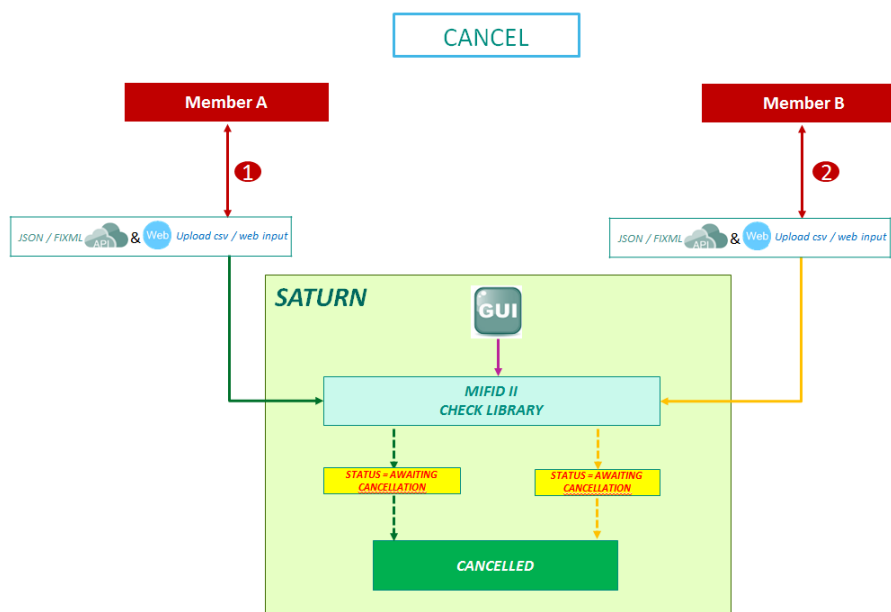 CANCEL
Member A
Member B
1
2
JSON / FIXML API & Web Upload csv / web input
JSON / FIXML API & Web Upload csv / web input
SATURN
GUI
MIFID II
CHECK LIBRARY
STATUS = AWAITING
CANCELLATION
STATUS = AWAITING
CANCELLATION
CANCELLED